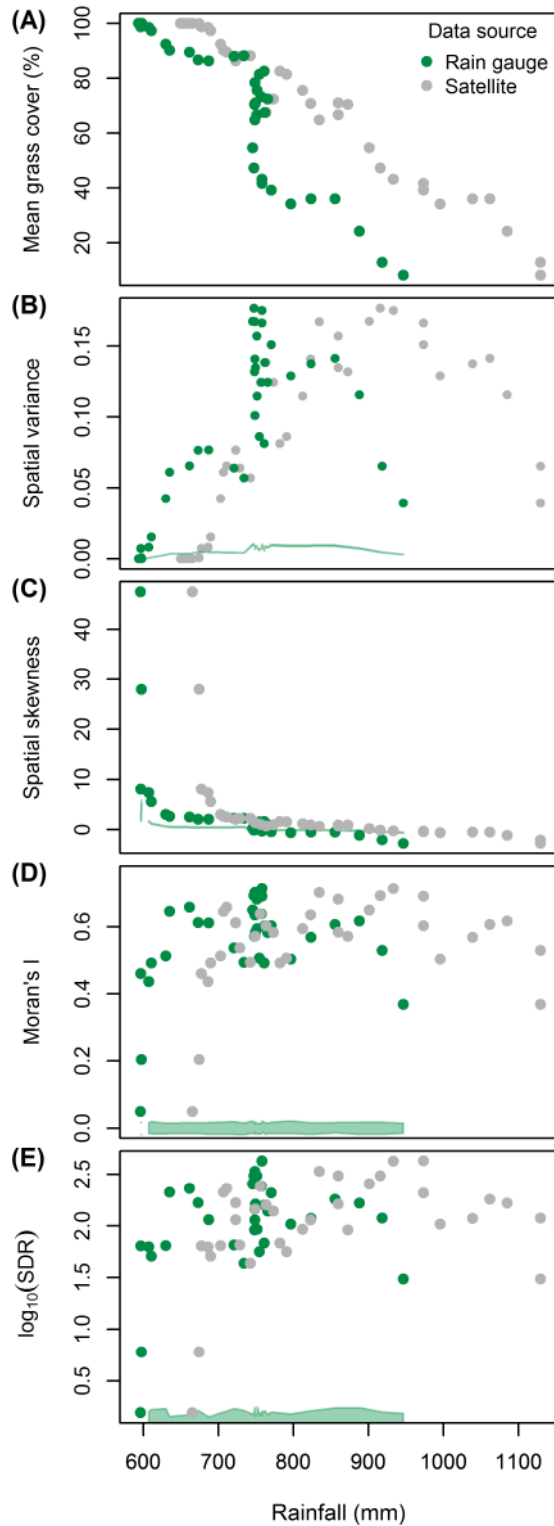 (A)
Mean grass cover (%)
100
80
60
40
20
Data source
Rain gauge
Satellite
(B)
Spatial variance
0.15
0.10
0.05
0.00
(C)
Spatial skewness
40
30
20
10
0
(D)
Moran's I
0.6
0.4
0.2
0.0
(E)
log₁₀(SDR)
2.5
2.0
1.5
1.0
0.5
600 700 800 900 1000 1100
Rainfall (mm)